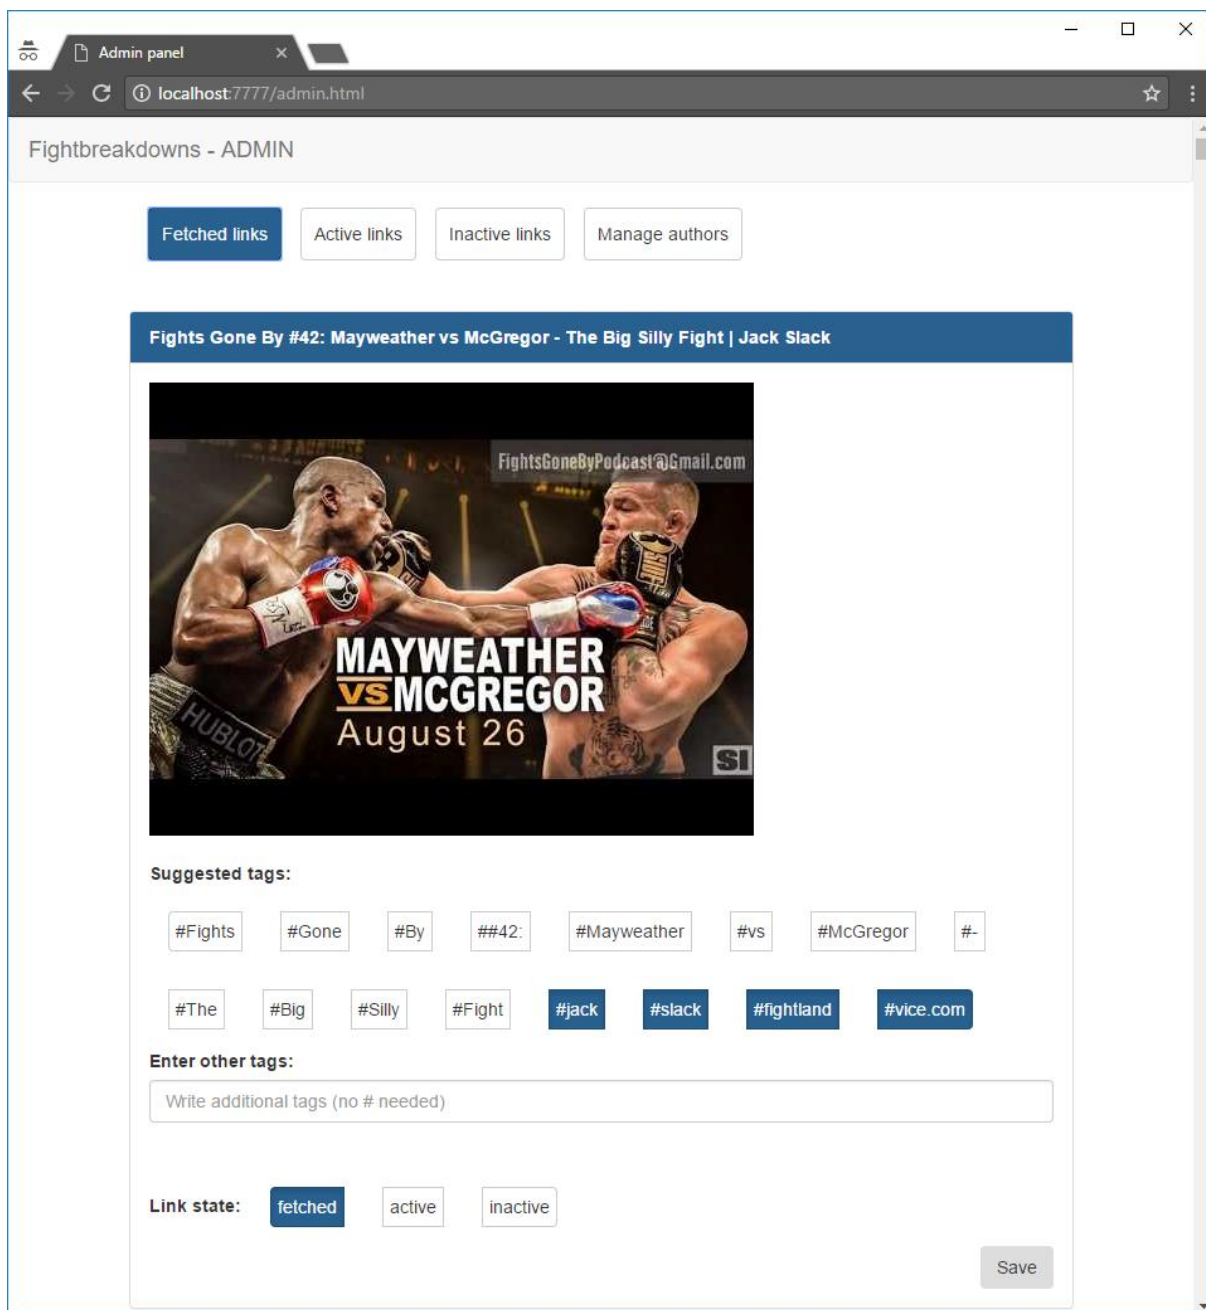 Admin panel
localhost:7777/admin.html
Fightbreakdowns - ADMIN
Fetched links Active links Inactive links Manage authors
Fights Gone By #42: Mayweather vs McGregor - The Big Silly Fight | Jack Slack
FightsGoneByPodcast@Gmail.com
MAYWEATHER
VS MCGREGOR
August 26
HUBLOT
SI
Suggested tags:
#Fights #Gone #By ##42: #Mayweather #vs #McGregor #-
#The #Big #Silly #Fight #jack #slack #fightland #vice.com
Enter other tags:
Write additional tags (no # needed)
Link state: fetched active inactive
Save